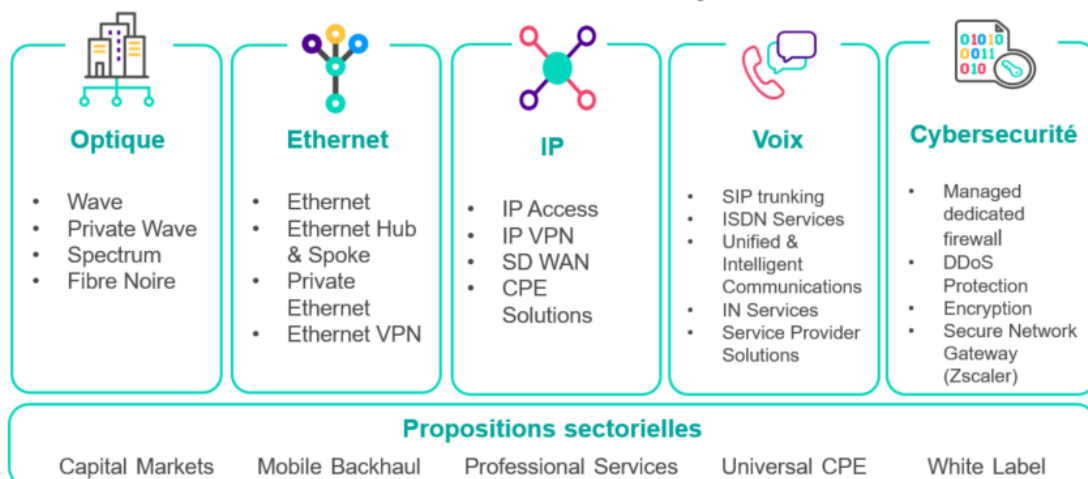 01010
0011
010
Optique
Wave
Private Wave
Spectrum
Fibre Noire
Ethernet
Ethernet
Ethernet Hub
& Spoke
Private
Ethernet
Ethernet VPN
IP
IP Access
IP VPN
SD WAN
CPE
Solutions
Voix
SIP trunking
ISDN Services
Unified &
Intelligent
Communications
IN Services
Service Provider
Solutions
Cybersecurité
Managed
dedicated
firewall
DDoS
Protection
Encryption
Secure Network
Gateway
(Zscaler)
Propositions sectorielles
Capital Markets Mobile Backhaul Professional Services Universal CPE White Label